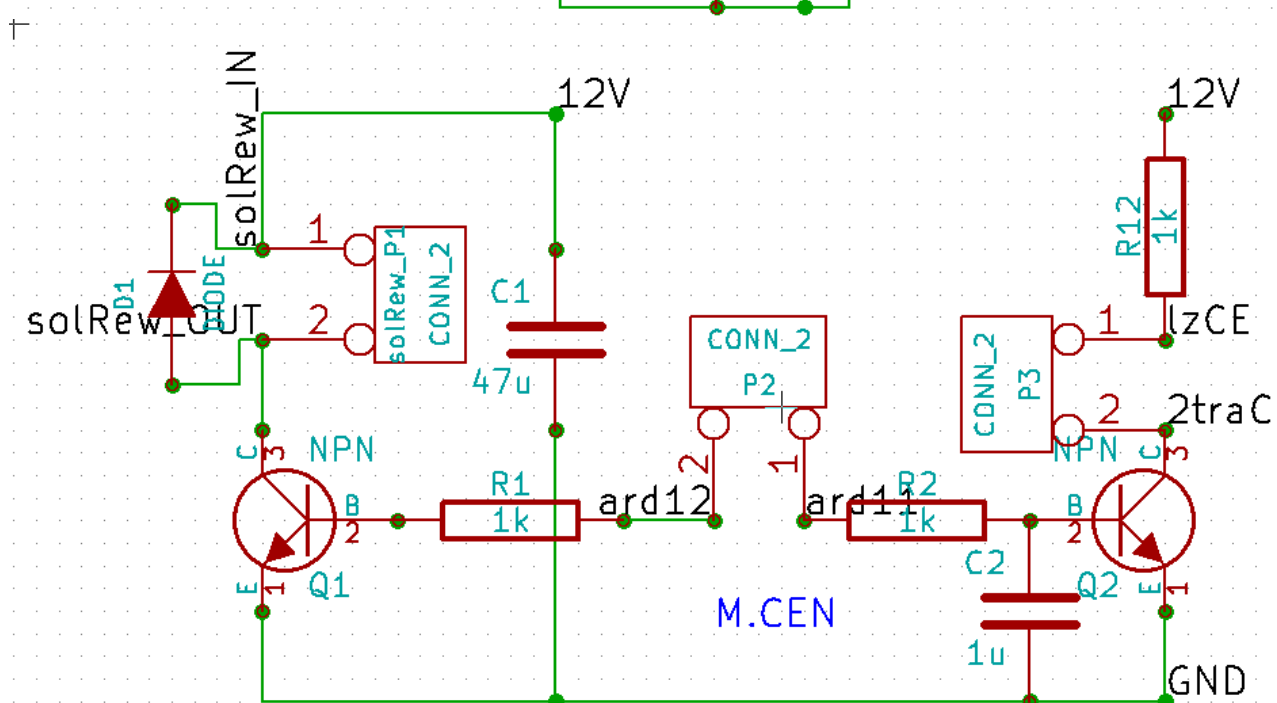 solRew_IN
12V
12V
1
solRew_P1
CONN_2
R12
1k
D1
DIODE
solRew_OUT
2
C1
47u
CONN_2
P2
CONN_2
P3
1
lzCE
2
2traC
C
3
NPN
B
2
E
1
Q1
R1
1k
ard12
2
1
ard11
R2
1k
NPN
C
3
B
2
E
1
Q2
C2
1u
M.CEN
GND